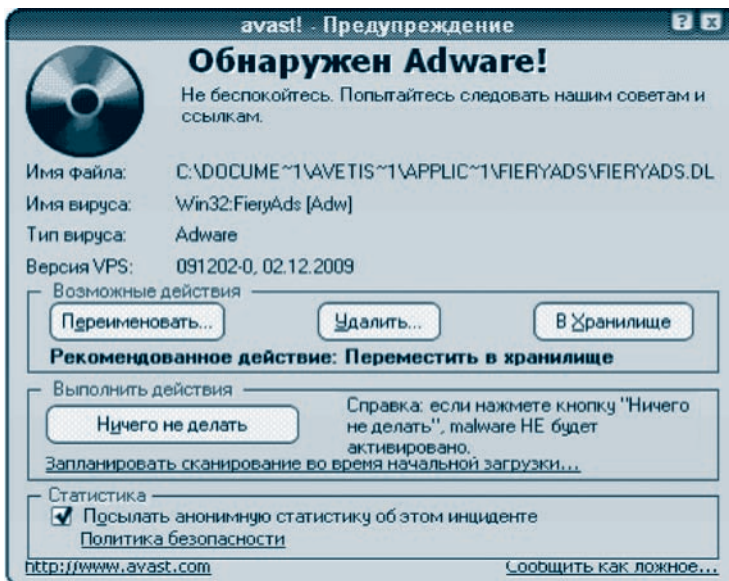 avast! - Предупреждение
Обнаружен Adware!
Не беспокойтесь. Попытайтесь следовать нашим советам и
ссылкам.
Имя файла: C:\DOCUME~1\AVETIS~1\APPLIC~1\FIERYADS\FIERYADS.DL
Имя вируса: Win32:FieryAds [Adw]
Тип вируса: Adware
Версия VPS: 091202-0, 02.12.2009
Возможные действия
Переименовать... Удалить... В Хранилище
Рекомендованное действие: Переместить в хранилище
Выполнить действия
Ничего не делать
Справка: если нажмете кнопку "Ничего
не делать", malware НЕ будет
активировано.
Запланировать сканирование во время начальной загрузки...
Статистика
Посылать анонимную статистику об этом инциденте
Политика безопасности
http://www.avast.com Сообщить как ложное...